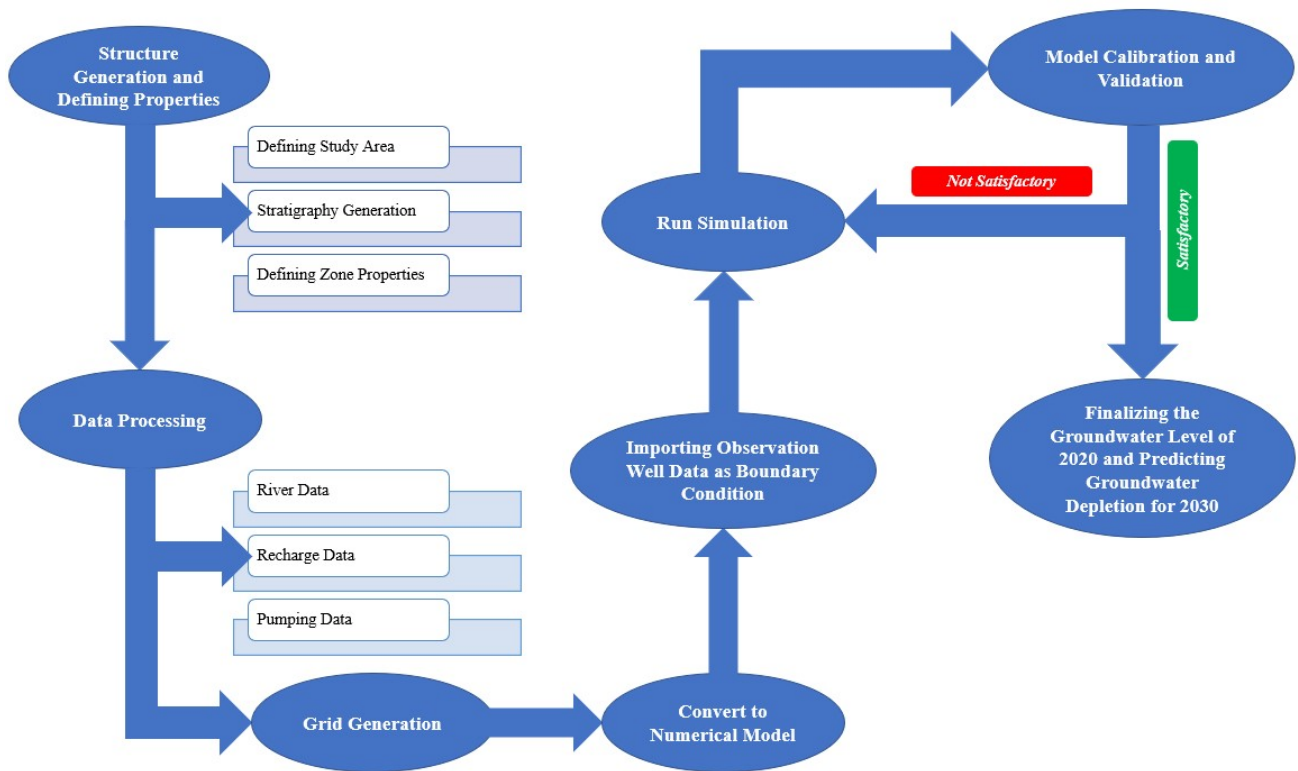 Structure
Generation and
Defining Properties
Defining Study Area
Stratigraphy Generation
Defining Zone Properties
Data Processing
River Data
Recharge Data
Pumping Data
Grid Generation
Convert to
Numerical Model
Importing Observation
Well Data as Boundary
Condition
Run Simulation
Model Calibration and
Validation
Not Satisfactory
Satisfactory
Finalizing the
Groundwater Level of
2020 and Predicting
Groundwater
Depletion for 2030